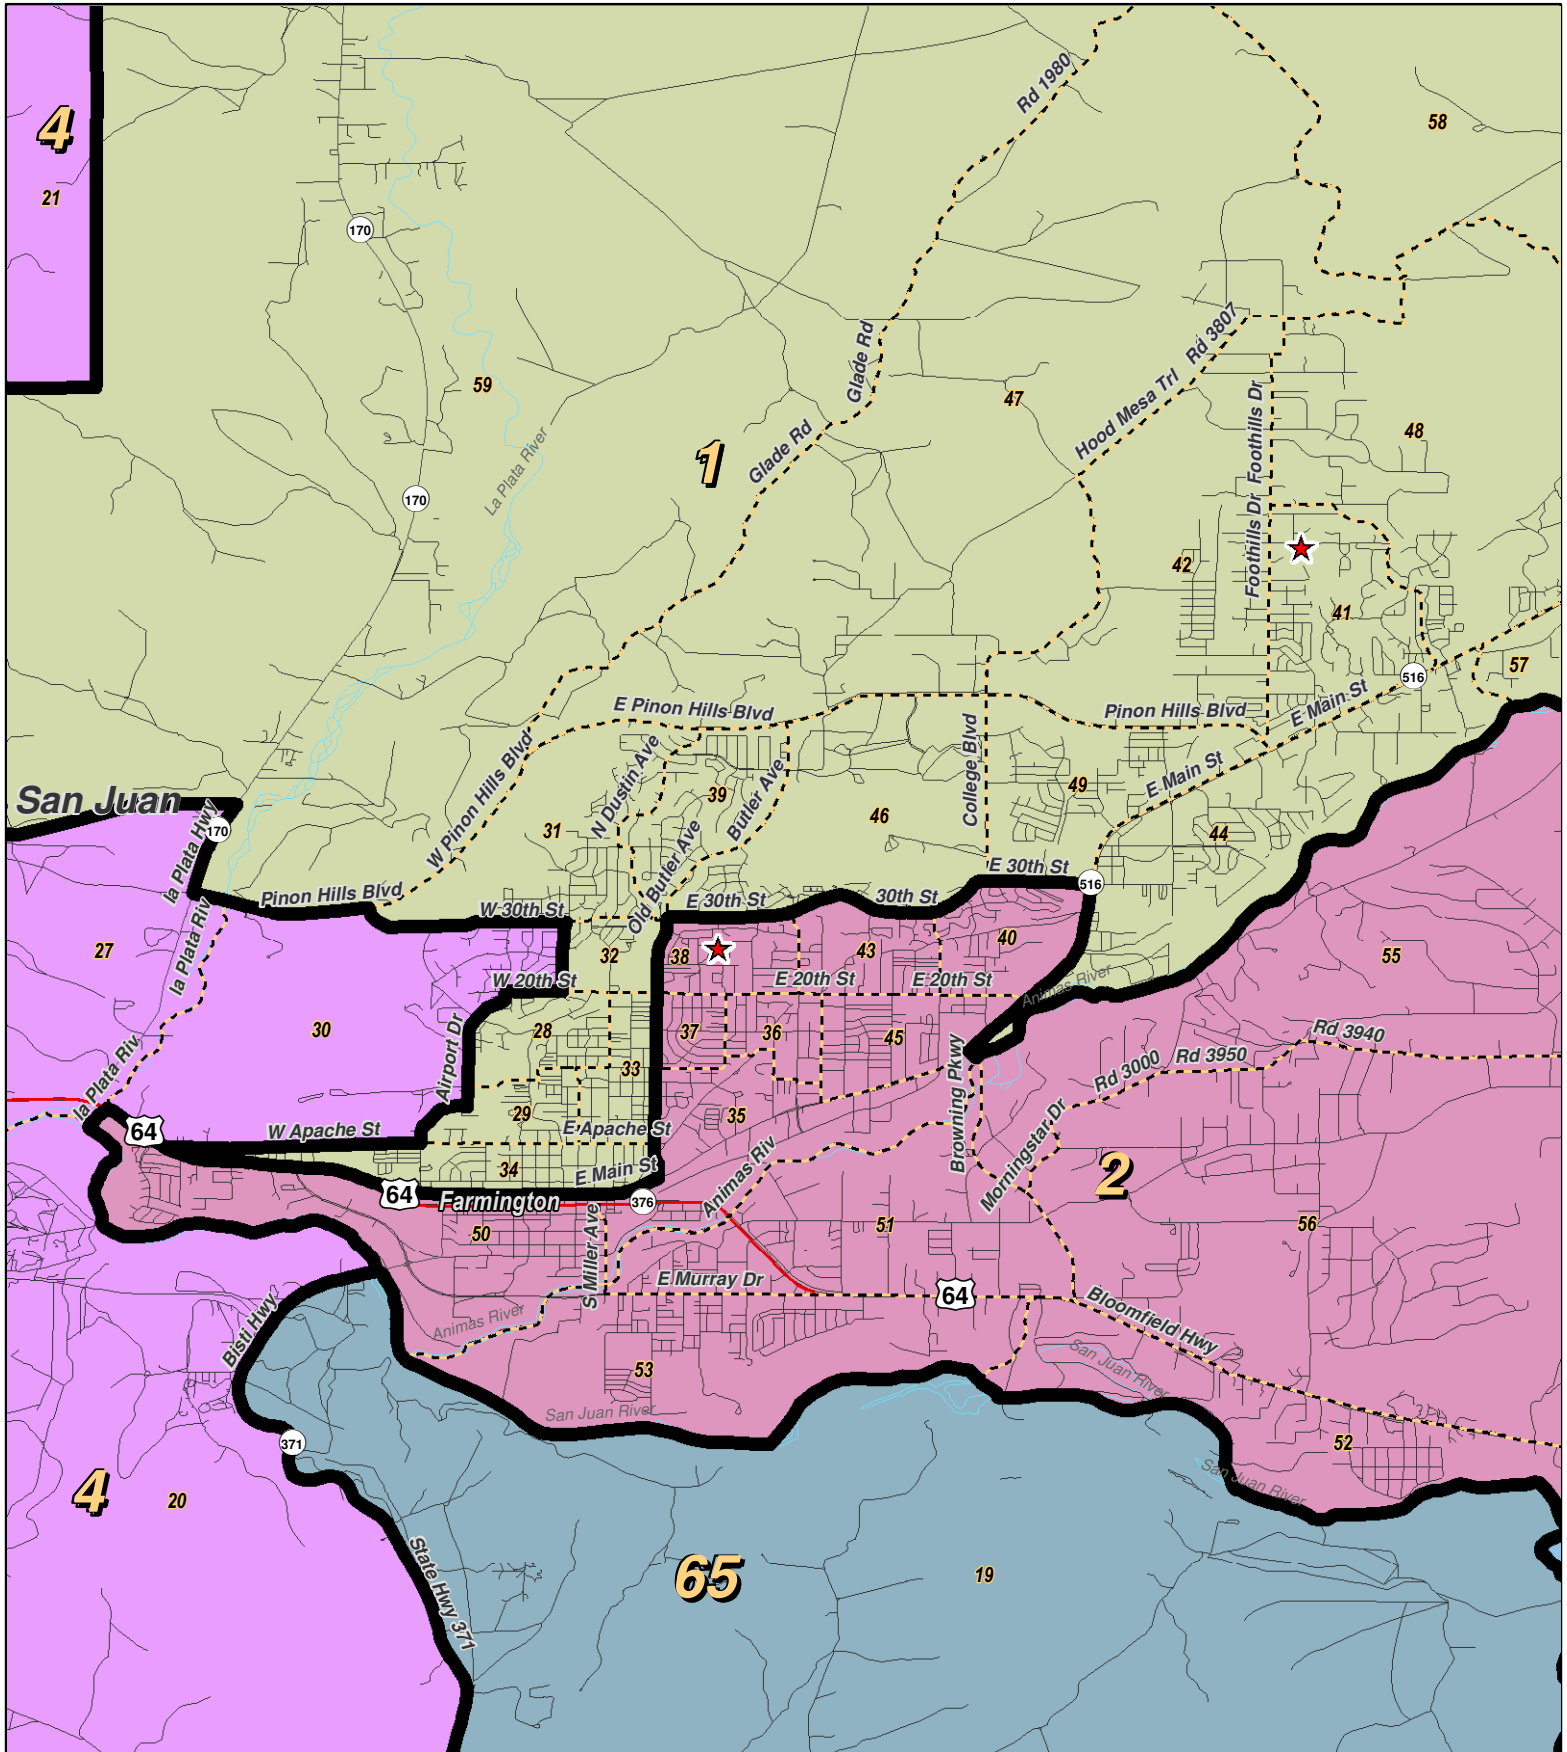 Rd 1980
4
58
21
170
Rd 3807
Glade Rd
59
47
Hood Mesa Trl
Foothills Dr
48
1
Glade Rd
La Plata River
170
Foothills Dr
42
41
57
516
E Main St
E Pinon Hills Blvd
Pinon Hills Blvd
College Blvd
N Dustin Ave
W Pinon Hills Blvd
E Main St
49
39
Butler Ave
San Juan
la Plata Hwy
170
31
46
44
Old Butler Ave
E 30th St
516
Pinon Hills Blvd
W 30th St
E 30th St
30th St
la Plata Riv
27
32
38
43
40
55
W 20th St
E 20th St
E 20th St
Animas River
30
Airport Dr
28
37
36
45
Rd 3940
Browning Pkwy
Rd 3000
Rd 3950
la Plata Riv
33
29
35
64
W Apache St
E Apache St
Morningstar Dr
34
E Main St
Animas Riv
2
64
Farmington
376
50
S Miller Ave
51
56
E Murray Dr
64
Bloomfield Hwy
Animas River
Bisti Hwy
53
San Juan River
San Juan River
371
52
San Juan River
4
20
State Hwy 371
65
19